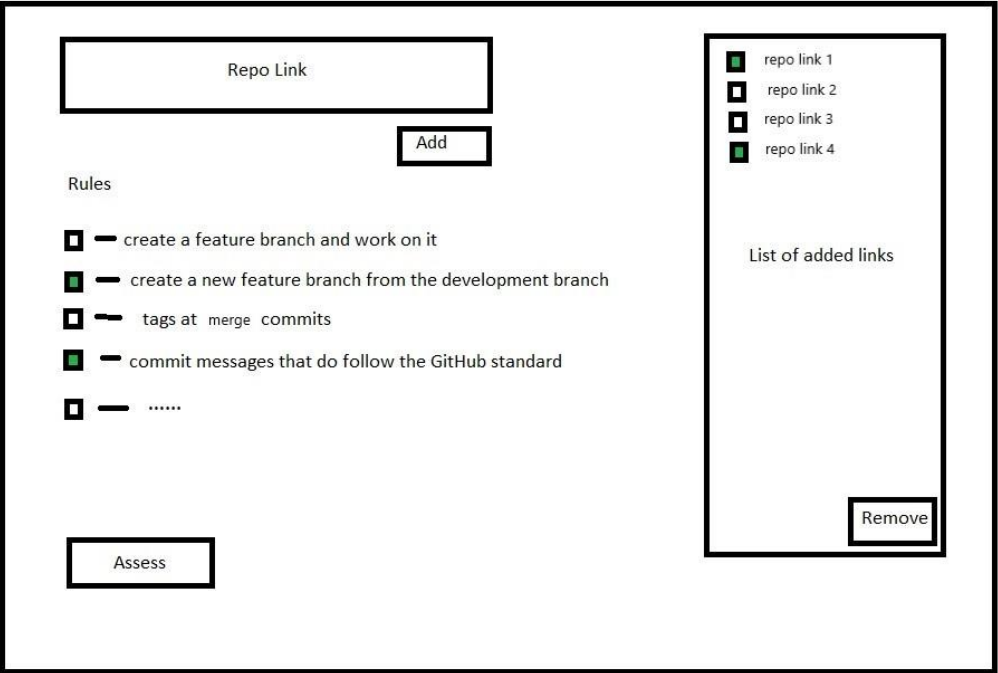 Repo Link
Add
Rules
create a feature branch and work on it
create a new feature branch from the development branch
tags at merge commits
commit messages that do follow the GitHub standard
......
Assess
repo link 1
repo link 2
repo link 3
repo link 4
List of added links
Remove